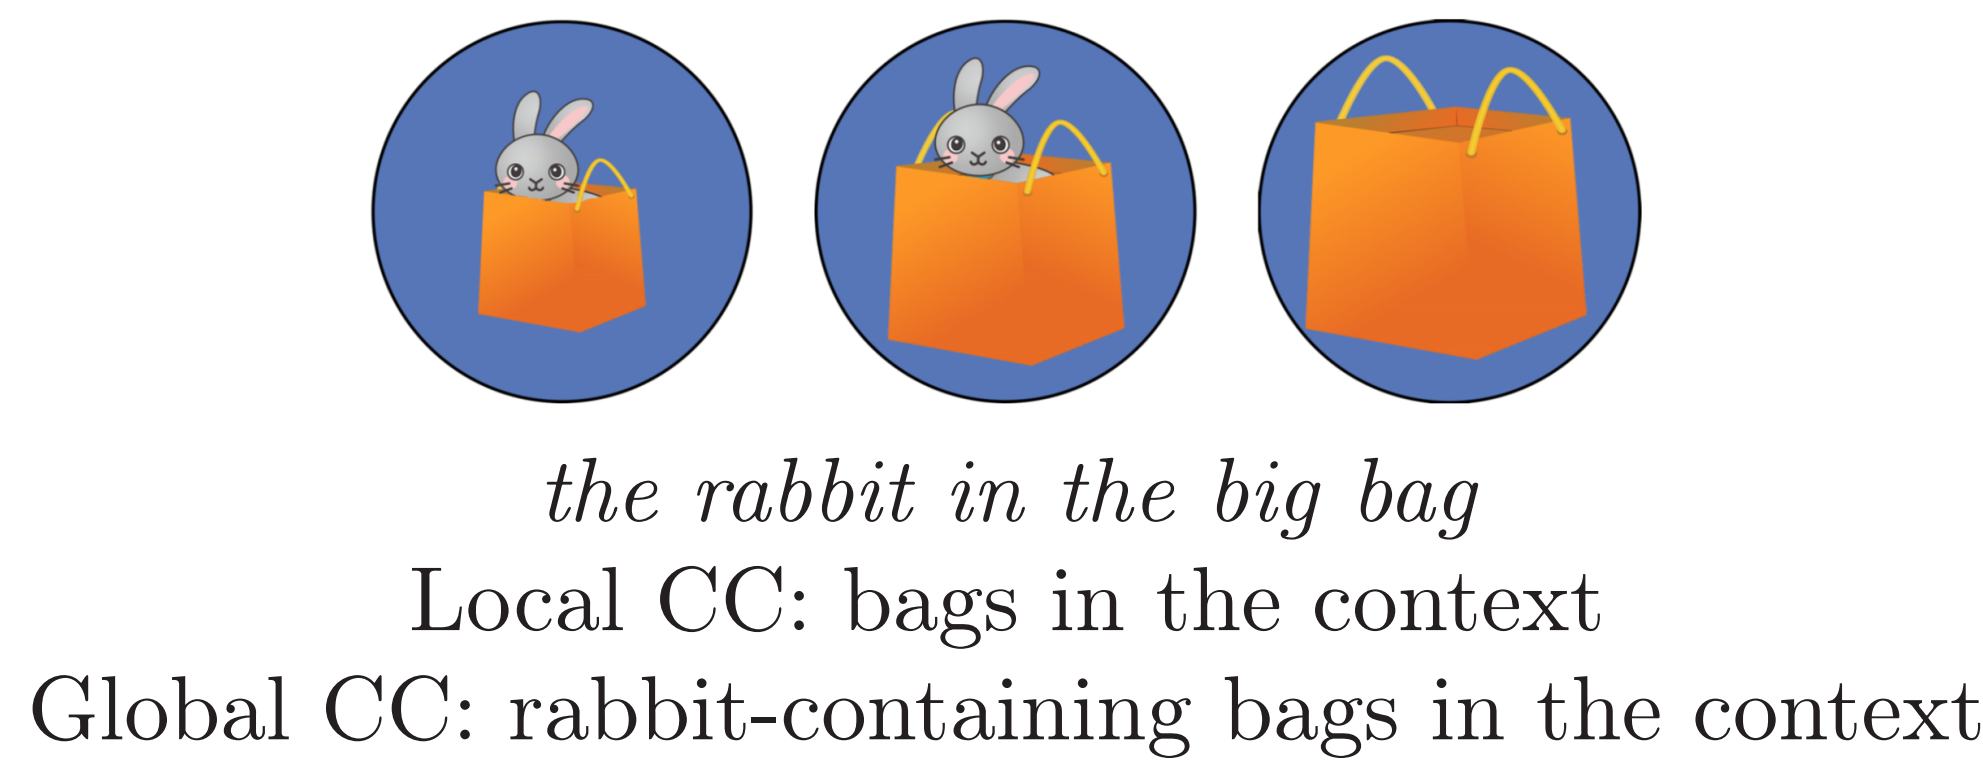 the rabbit in the big bag
Local CC: bags in the context
Global CC: rabbit-containing bags in the context